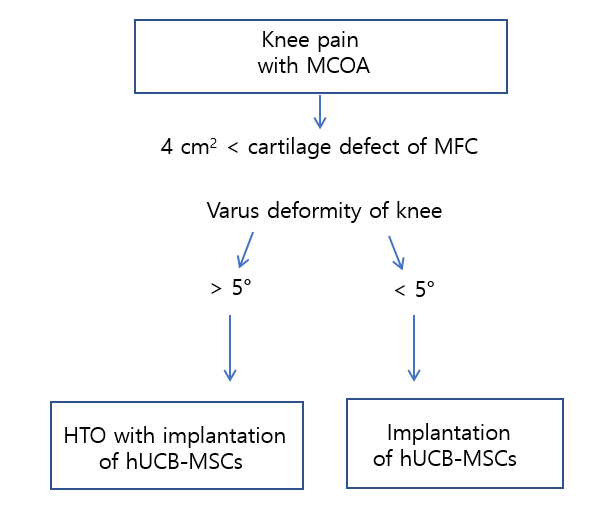 Knee pain
with MCOA
4 cm² < cartilage defect of MFC
Varus deformity of knee
> 5°
< 5°
HTO with implantation
of hUCB-MSCs
Implantation
of hUCB-MSCs